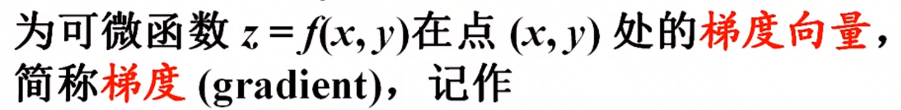 为可微函数 z = f(x, y)在点 (x, y) 处的梯度向量，
简称梯度 (gradient)，记作